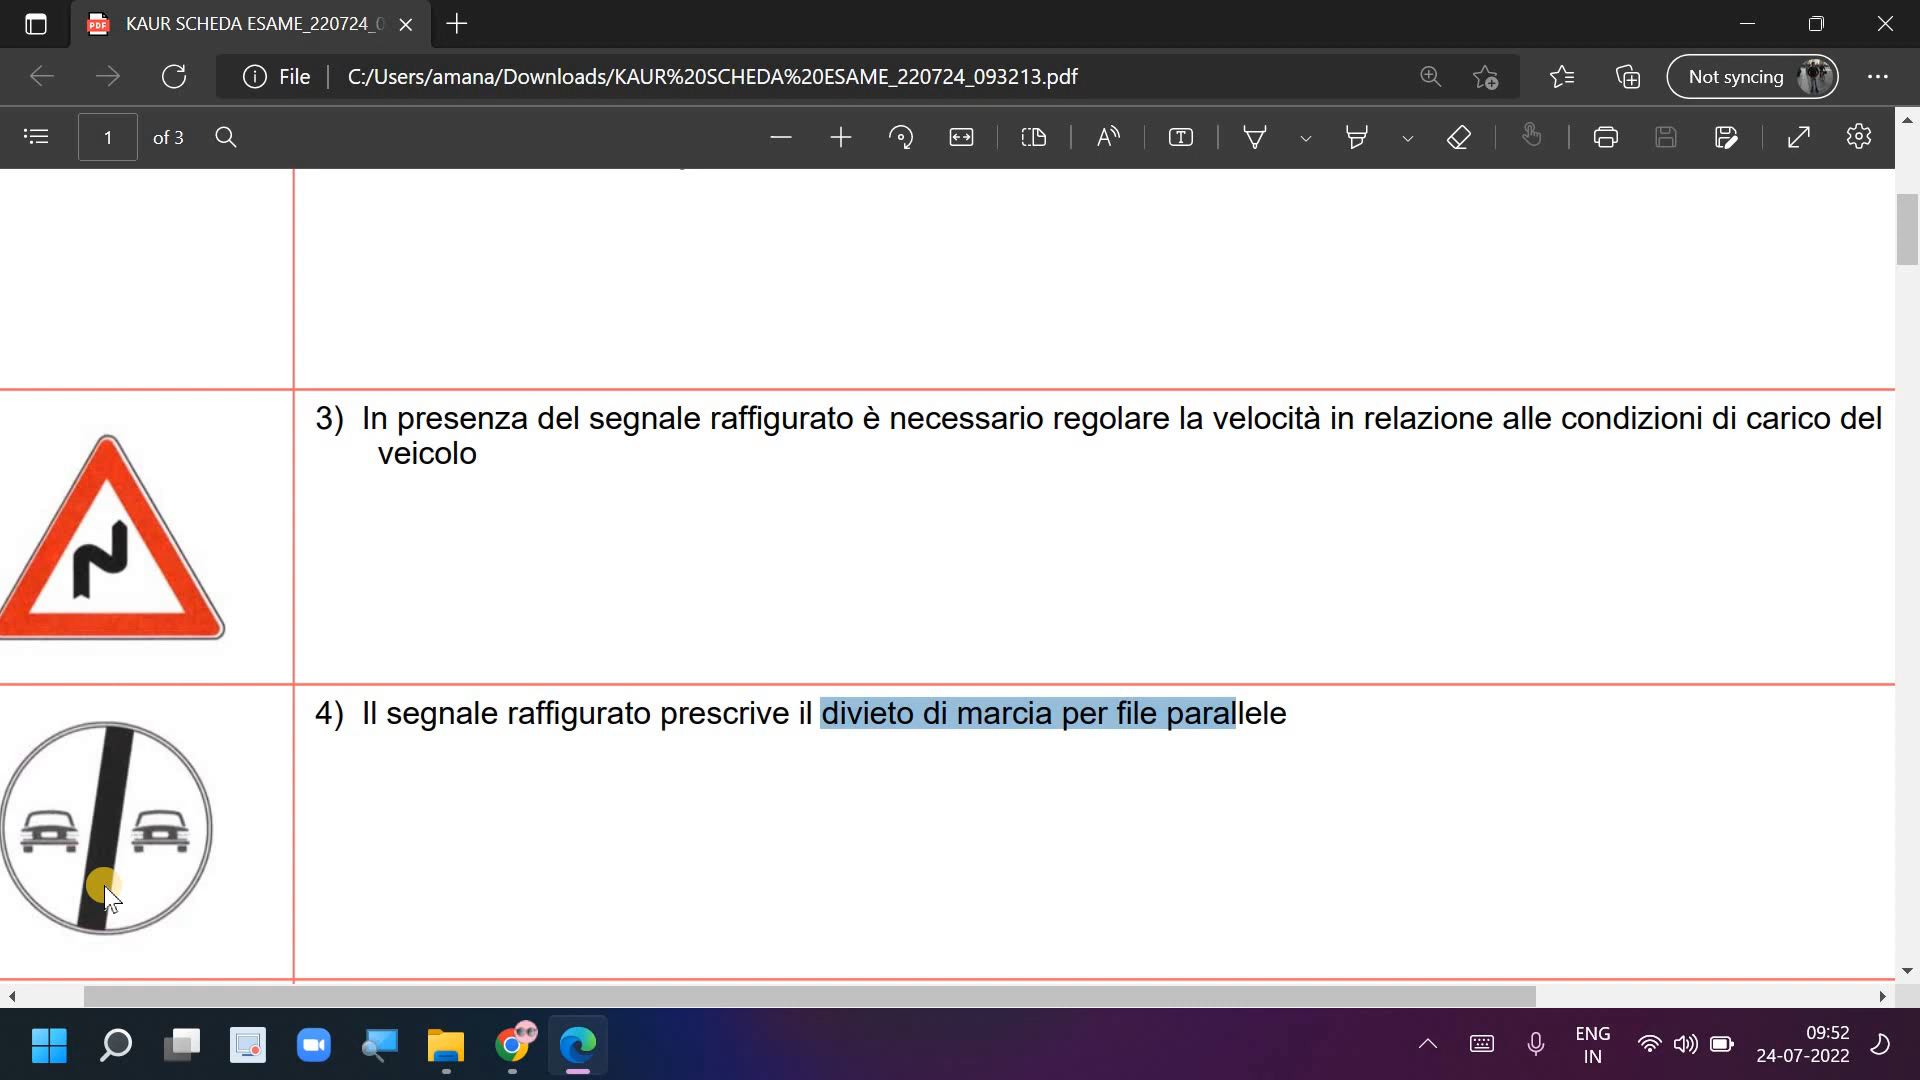 KAUR SCHEDA ESAME_220724_0
File
C:/Users/amana/Downloads/KAUR%20SCHEDA%20ESAME_220724_093213.pdf
Not syncing
1 of 3
3) In presenza del segnale raffigurato è necessario regolare la velocità in relazione alle condizioni di carico del
veicolo
4) Il segnale raffigurato prescrive il divieto di marcia per file parallele
ENG
IN
09:52
24-07-2022